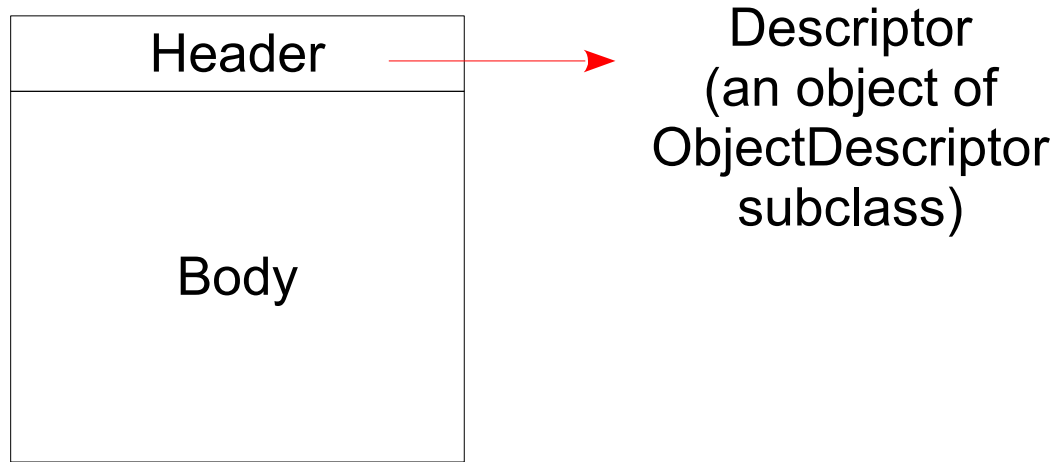 Header
Body
Descriptor
(an object of
ObjectDescriptor
subclass)